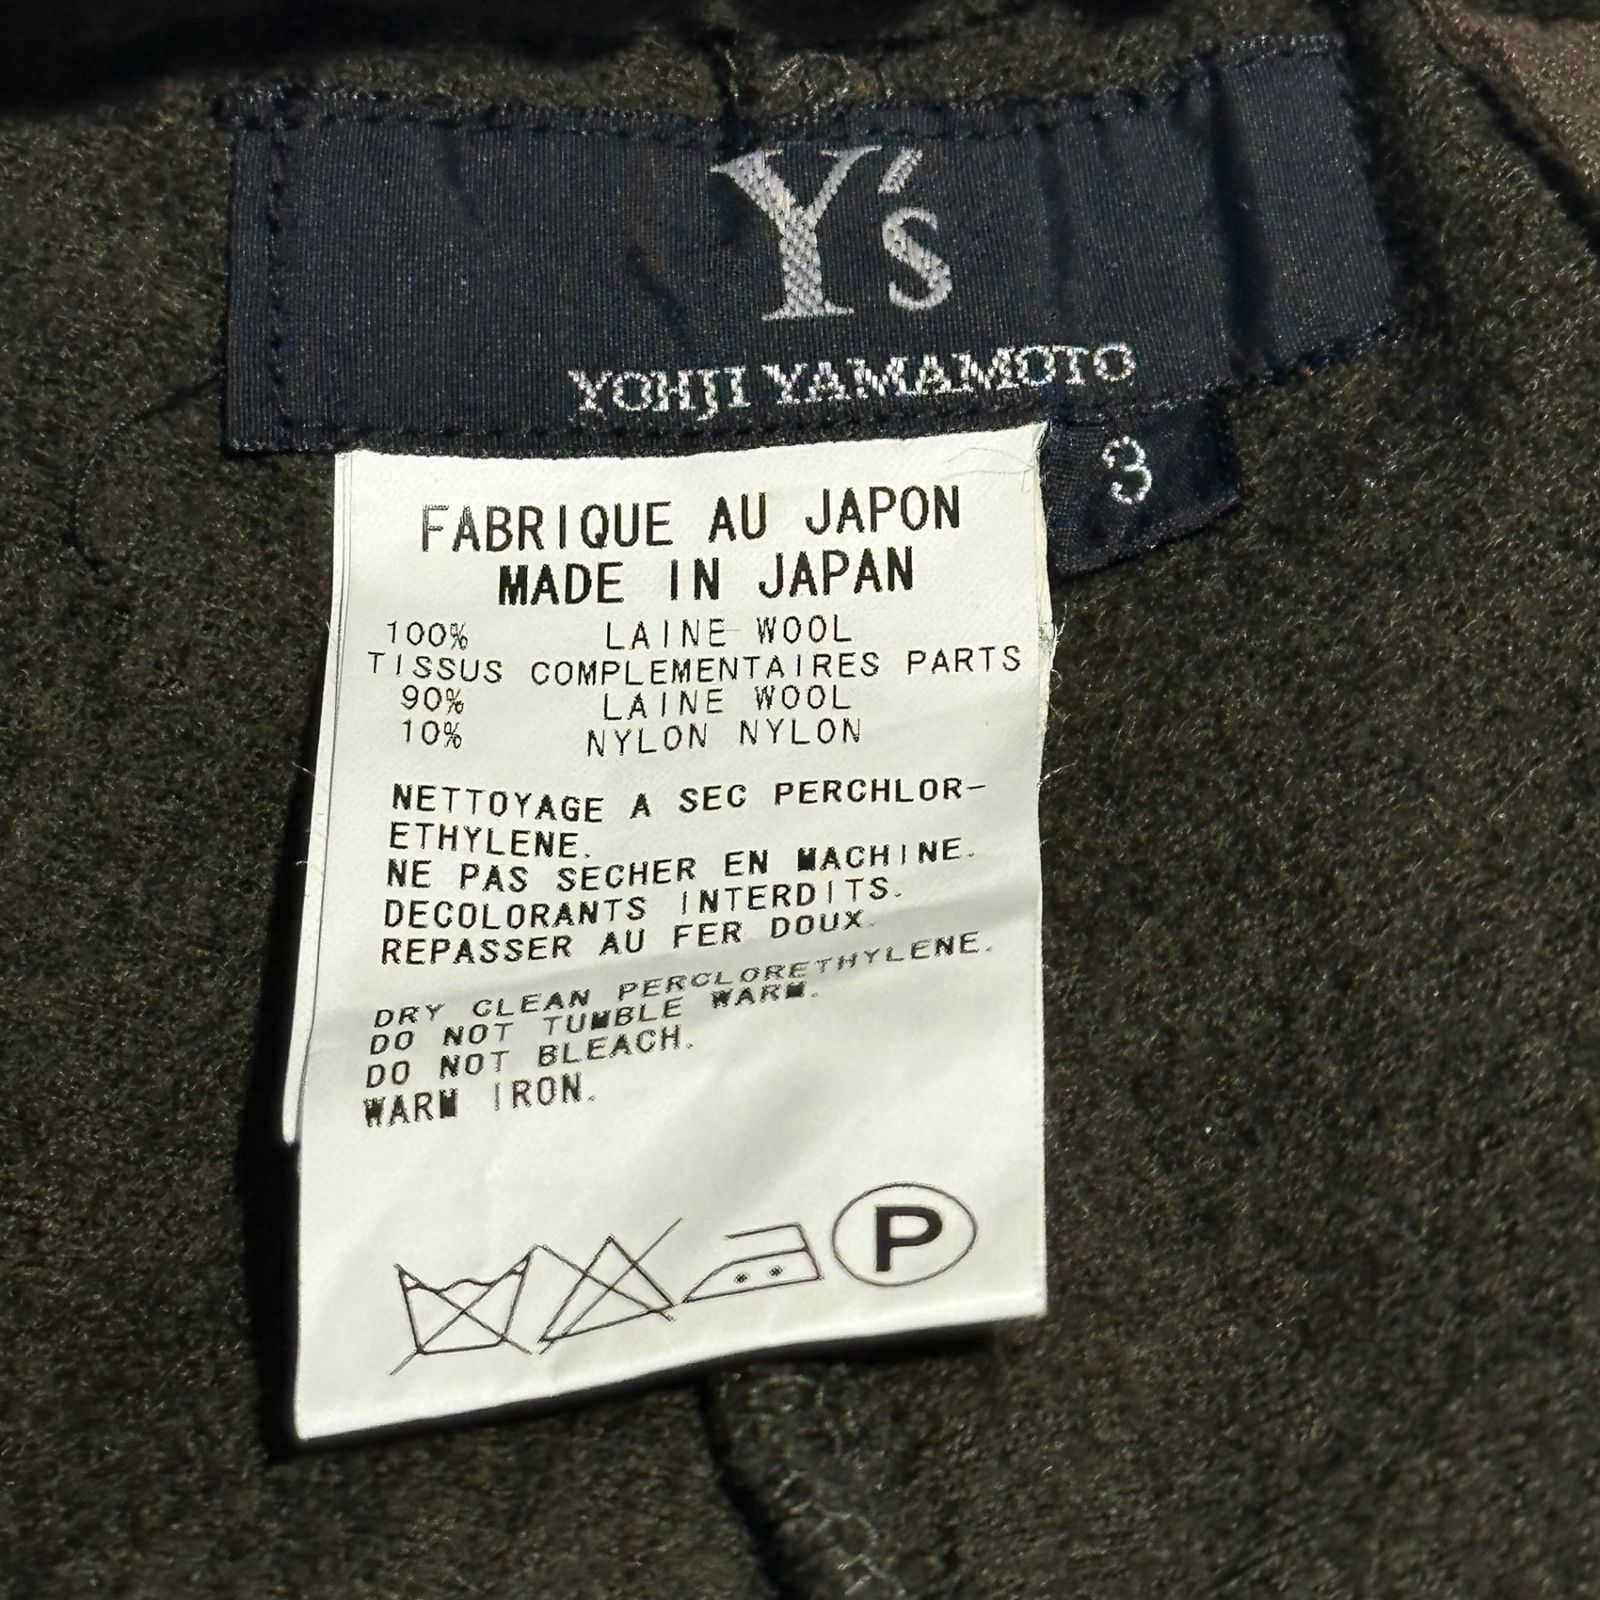 Y's
YOHJI YAMAMOTO
3
FABRIQUE AU JAPON
MADE IN JAPAN
100% LAINE WOOL
TISSUS COMPLEMENTAIRES PARTS
90% LAINE WOOL
10% NYLON NYLON
NETTOYAGE A SEC PERCHLOR-
ETHYLENE.
NE PAS SECHER EN MACHINE.
DECOLORANTS INTERDITS.
REPASSER AU FER DOUX.
DRY CLEAN PERCLORETHYLENE.
DO NOT TUMBLE WARM.
DO NOT BLEACH.
WARM IRON.
P